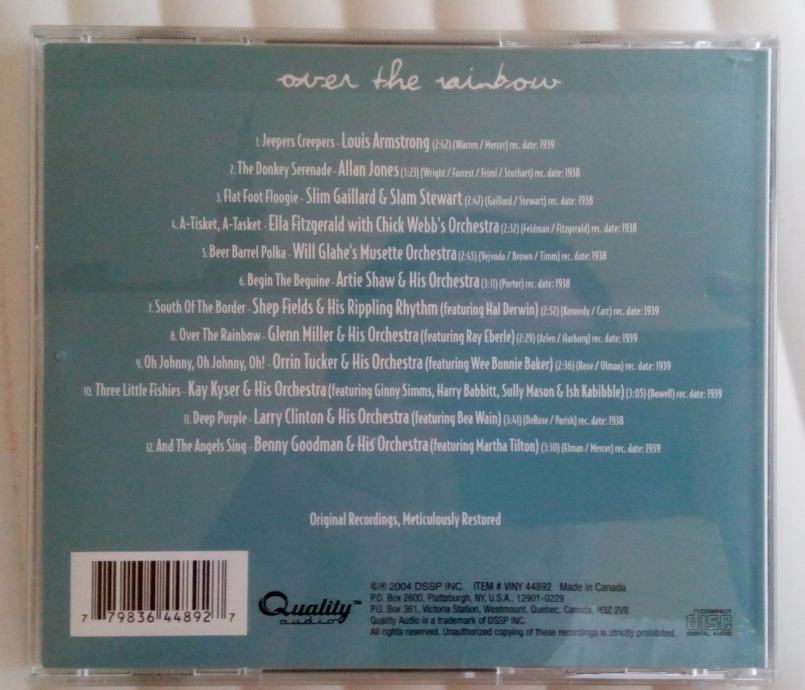 over the rainbow
1. Jeepers Creepers - Louis Armstrong (2:42) (Warren / Mercer) rec. date: 1939
2. The Donkey Serenade - Allan Jones (3:23) (Wright / Forrest / Friml / Stothart) rec. date: 1938
3. Flat Foot Floogie - Slim Gaillard & Slam Stewart (2:47) (Gaillard / Stewart) rec. date: 1938
4. A-Tisket, A-Tasket - Ella Fitzgerald with Chick Webb's Orchestra (2:32) (Feldman / Fitzgerald) rec. date: 1938
5. Beer Barrel Polka - Will Glahe's Musette Orchestra (2:45) (Vejvoda / Brown / Timm) rec. date: 1938
6. Begin The Beguine - Artie Shaw & His Orchestra (3:11) (Porter) rec. date: 1938
7. South Of The Border - Shep Fields & His Rippling Rhythm (featuring Hal Derwin) (2:52) (Kennedy / Carr) rec. date: 1939
8. Over The Rainbow - Glenn Miller & His Orchestra (featuring Ray Eberle) (2:29) (Arlen / Harburg) rec. date: 1939
9. Oh Johnny, Oh Johnny, Oh! - Orrin Tucker & His Orchestra (featuring Wee Bonnie Baker) (2:36) (Rose / Olman) rec. date: 1939
10. Three Little Fishies - Kay Kyser & His Orchestra (featuring Ginny Simms, Harry Babbitt, Sully Mason & Ish Kabibble) (3:05) (Dowell) rec. date: 1939
11. Deep Purple - Larry Clinton & His Orchestra (featuring Bea Wain) (3:41) (DeRose / Parish) rec. date: 1938
12. And The Angels Sing - Benny Goodman & His Orchestra (featuring Martha Tilton) (3:10) (Elman / Mercer) rec. date: 1939
Original Recordings, Meticulously Restored
7 79836 44892 7
Quality™
audio
©℗ 2004 DSSP INC. ITEM # VINY 44892 Made In Canada
P.O. Box 2600, Plattsburgh, NY, U.S.A., 12901-0229
P.O. Box 361, Victoria Station, Westmount, Quebec, Canada, H3Z 2V8
Quality Audio is a trademark of DSSP INC.
All rights reserved. Unauthorized copying of these recordings is strictly prohibited.
COMPACT
disc
DIGITAL AUDIO